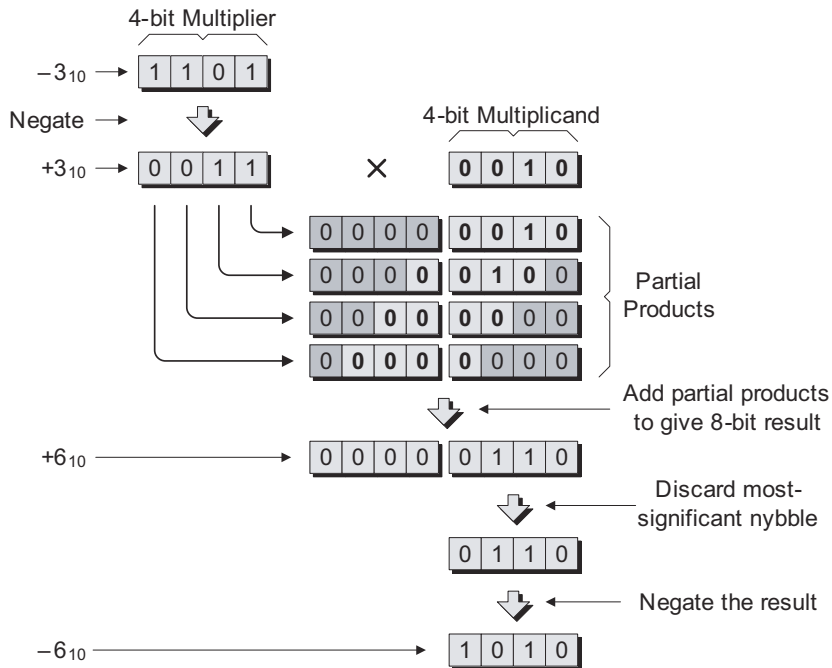 4-bit Multiplier
–3₁₀ 1 1 0 1
Negate
4-bit Multiplicand
+3₁₀ 0 0 1 1 × 0 0 1 0
0 0 0 0 0 0 1 0
0 0 0 0 0 1 0 0
0 0 0 0 0 0 0 0
0 0 0 0 0 0 0 0
Partial
Products
Add partial products
to give 8-bit result
+6₁₀ 0 0 0 0 0 1 1 0
Discard most-
significant nybble
0 1 1 0
Negate the result
–6₁₀ 1 0 1 0